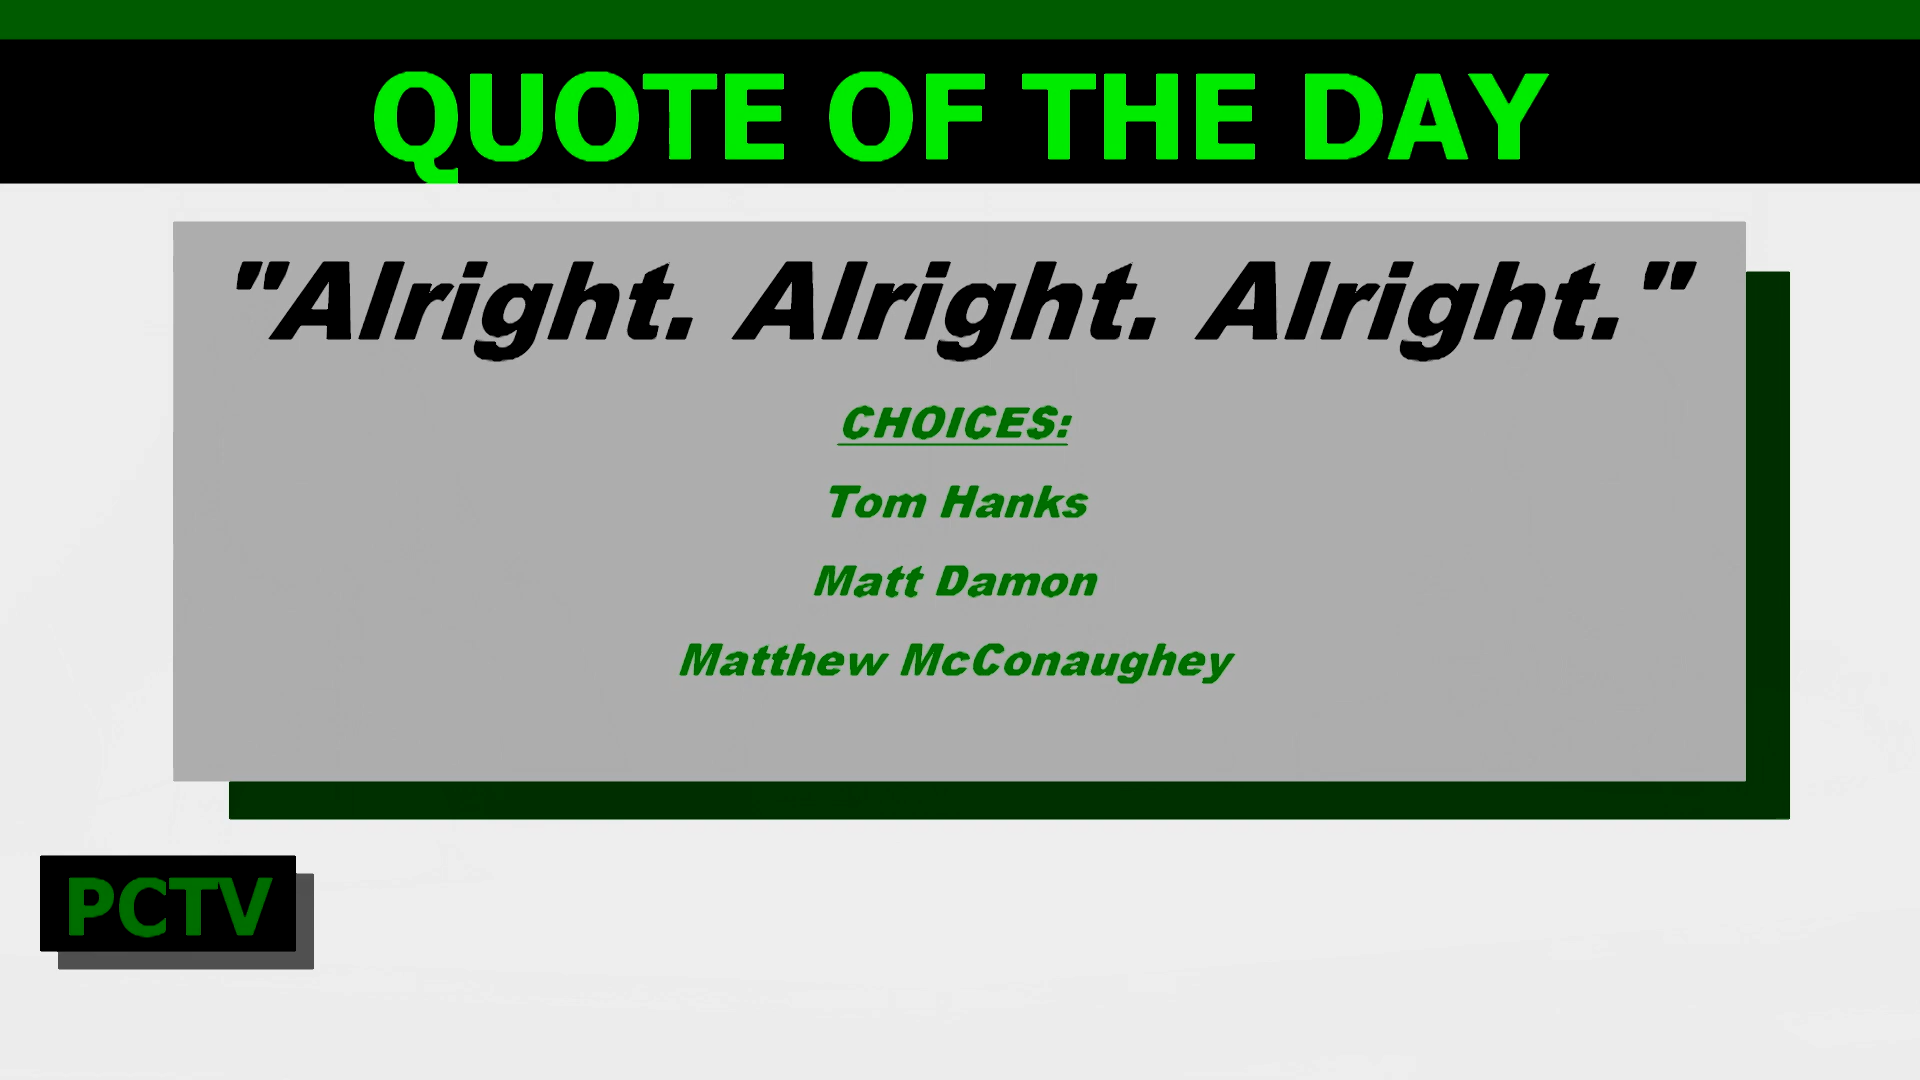 QUOTE OF THE DAY
"Alright. Alright. Alright."
CHOICES:
Tom Hanks
Matt Damon
Matthew McConaughey
PCTV